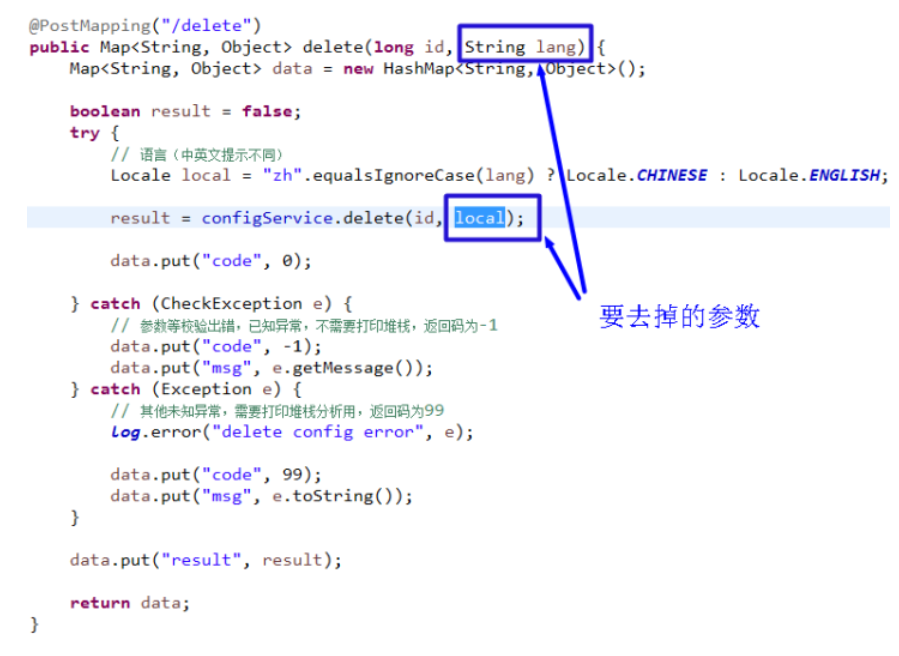 @PostMapping("/delete")
public Map<String, Object> delete(long id, String lang) {
Map<String, Object> data = new HashMap<String, Object>();
boolean result = false;
try {
// 语言（中英文提示不同）
Locale local = "zh".equalsIgnoreCase(lang) ? Locale.CHINESE : Locale.ENGLISH;
result = configService.delete(id, local);
data.put("code", 0);
} catch (CheckException e) {
要去掉的参数
// 参数等校验出错，已知异常，不需要打印堆栈，返回码为-1
data.put("code", -1);
data.put("msg", e.getMessage());
} catch (Exception e) {
// 其他未知异常，需要打印堆栈分析用，返回码为99
log.error("delete config error", e);
data.put("code", 99);
data.put("msg", e.toString());
}
data.put("result", result);
return data;
}